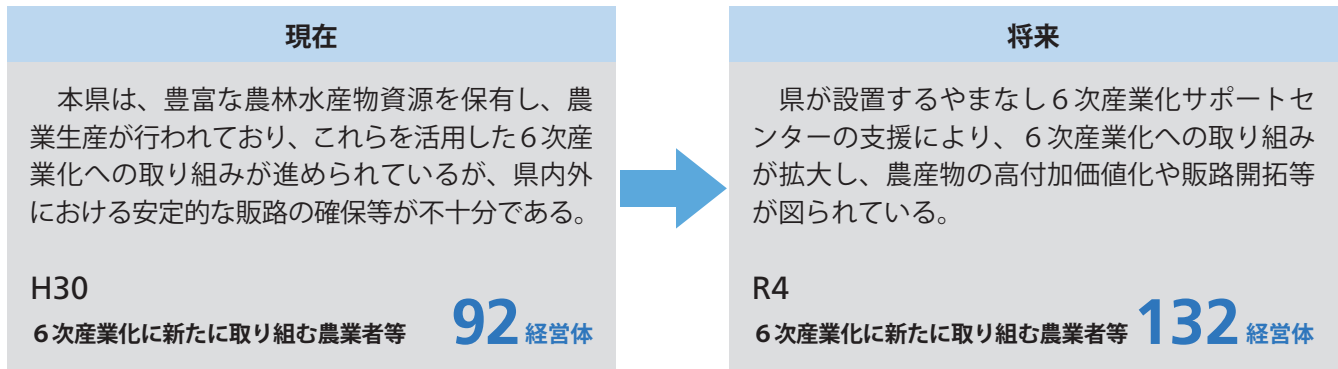 現在
　本県は、豊富な農林水産物資源を保有し、農
業生産が行われており、これらを活用した６次産
業化への取り組みが進められているが、県内外
における安定的な販路の確保等が不十分である。
H30
６次産業化に新たに取り組む農業者等 92 経営体
将来
　県が設置するやまなし６次産業化サポートセ
ンターの支援により、６次産業化への取り組み
が拡大し、農産物の高付加価値化や販路開拓等
が図られている。
R4
６次産業化に新たに取り組む農業者等 132 経営体